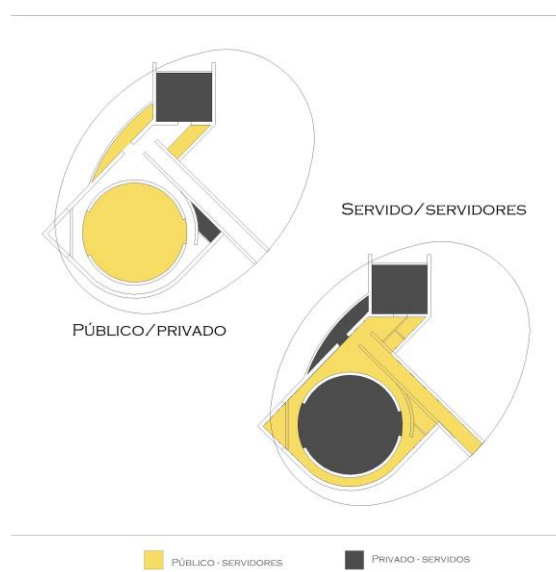 SERVIDO/SERVIDORES
PÚBLICO/PRIVADO
PÚBLICO - SERVIDORES
PRIVADO - SERVIDOS